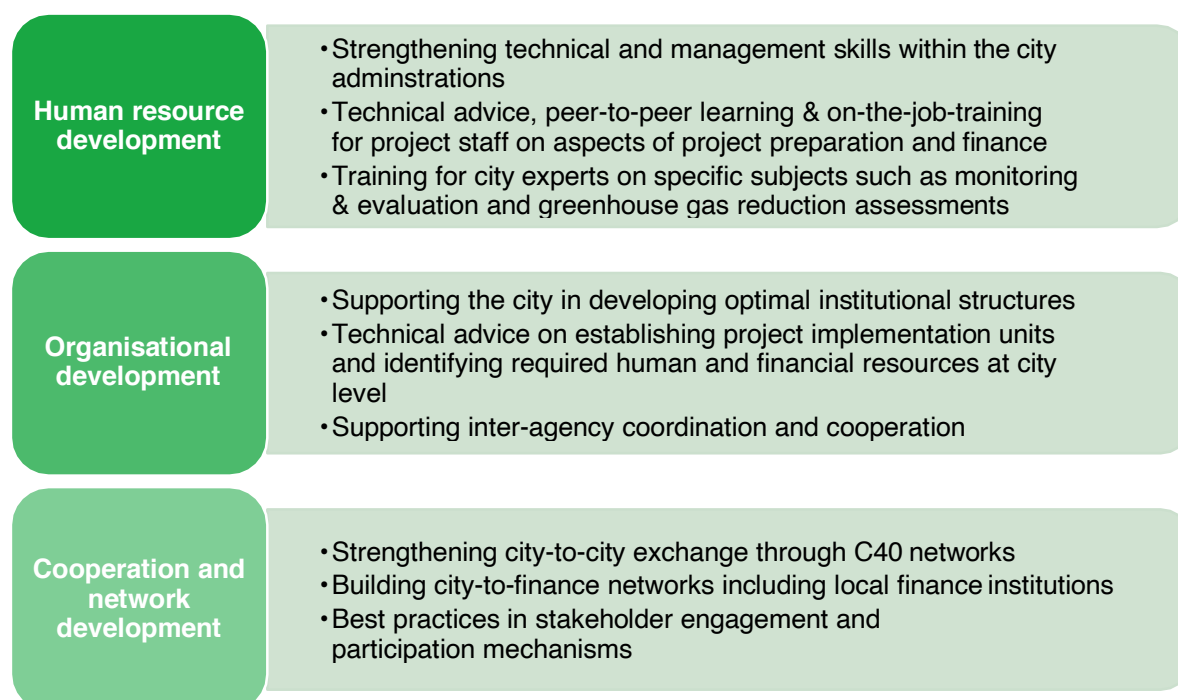 Human resource
development
•Strengthening technical and management skills within the city
adminstrations
•Technical advice, peer-to-peer learning & on-the-job-training
for project staff on aspects of project preparation and finance
•Training for city experts on specific subjects such as monitoring
& evaluation and greenhouse gas reduction assessments
Organisational
development
•Supporting the city in developing optimal institutional structures
•Technical advice on establishing project implementation units
and identifying required human and financial resources at city
level
•Supporting inter-agency coordination and cooperation
Cooperation and
network
development
•Strengthening city-to-city exchange through C40 networks
•Building city-to-finance networks including local finance institutions
•Best practices in stakeholder engagement and
participation mechanisms